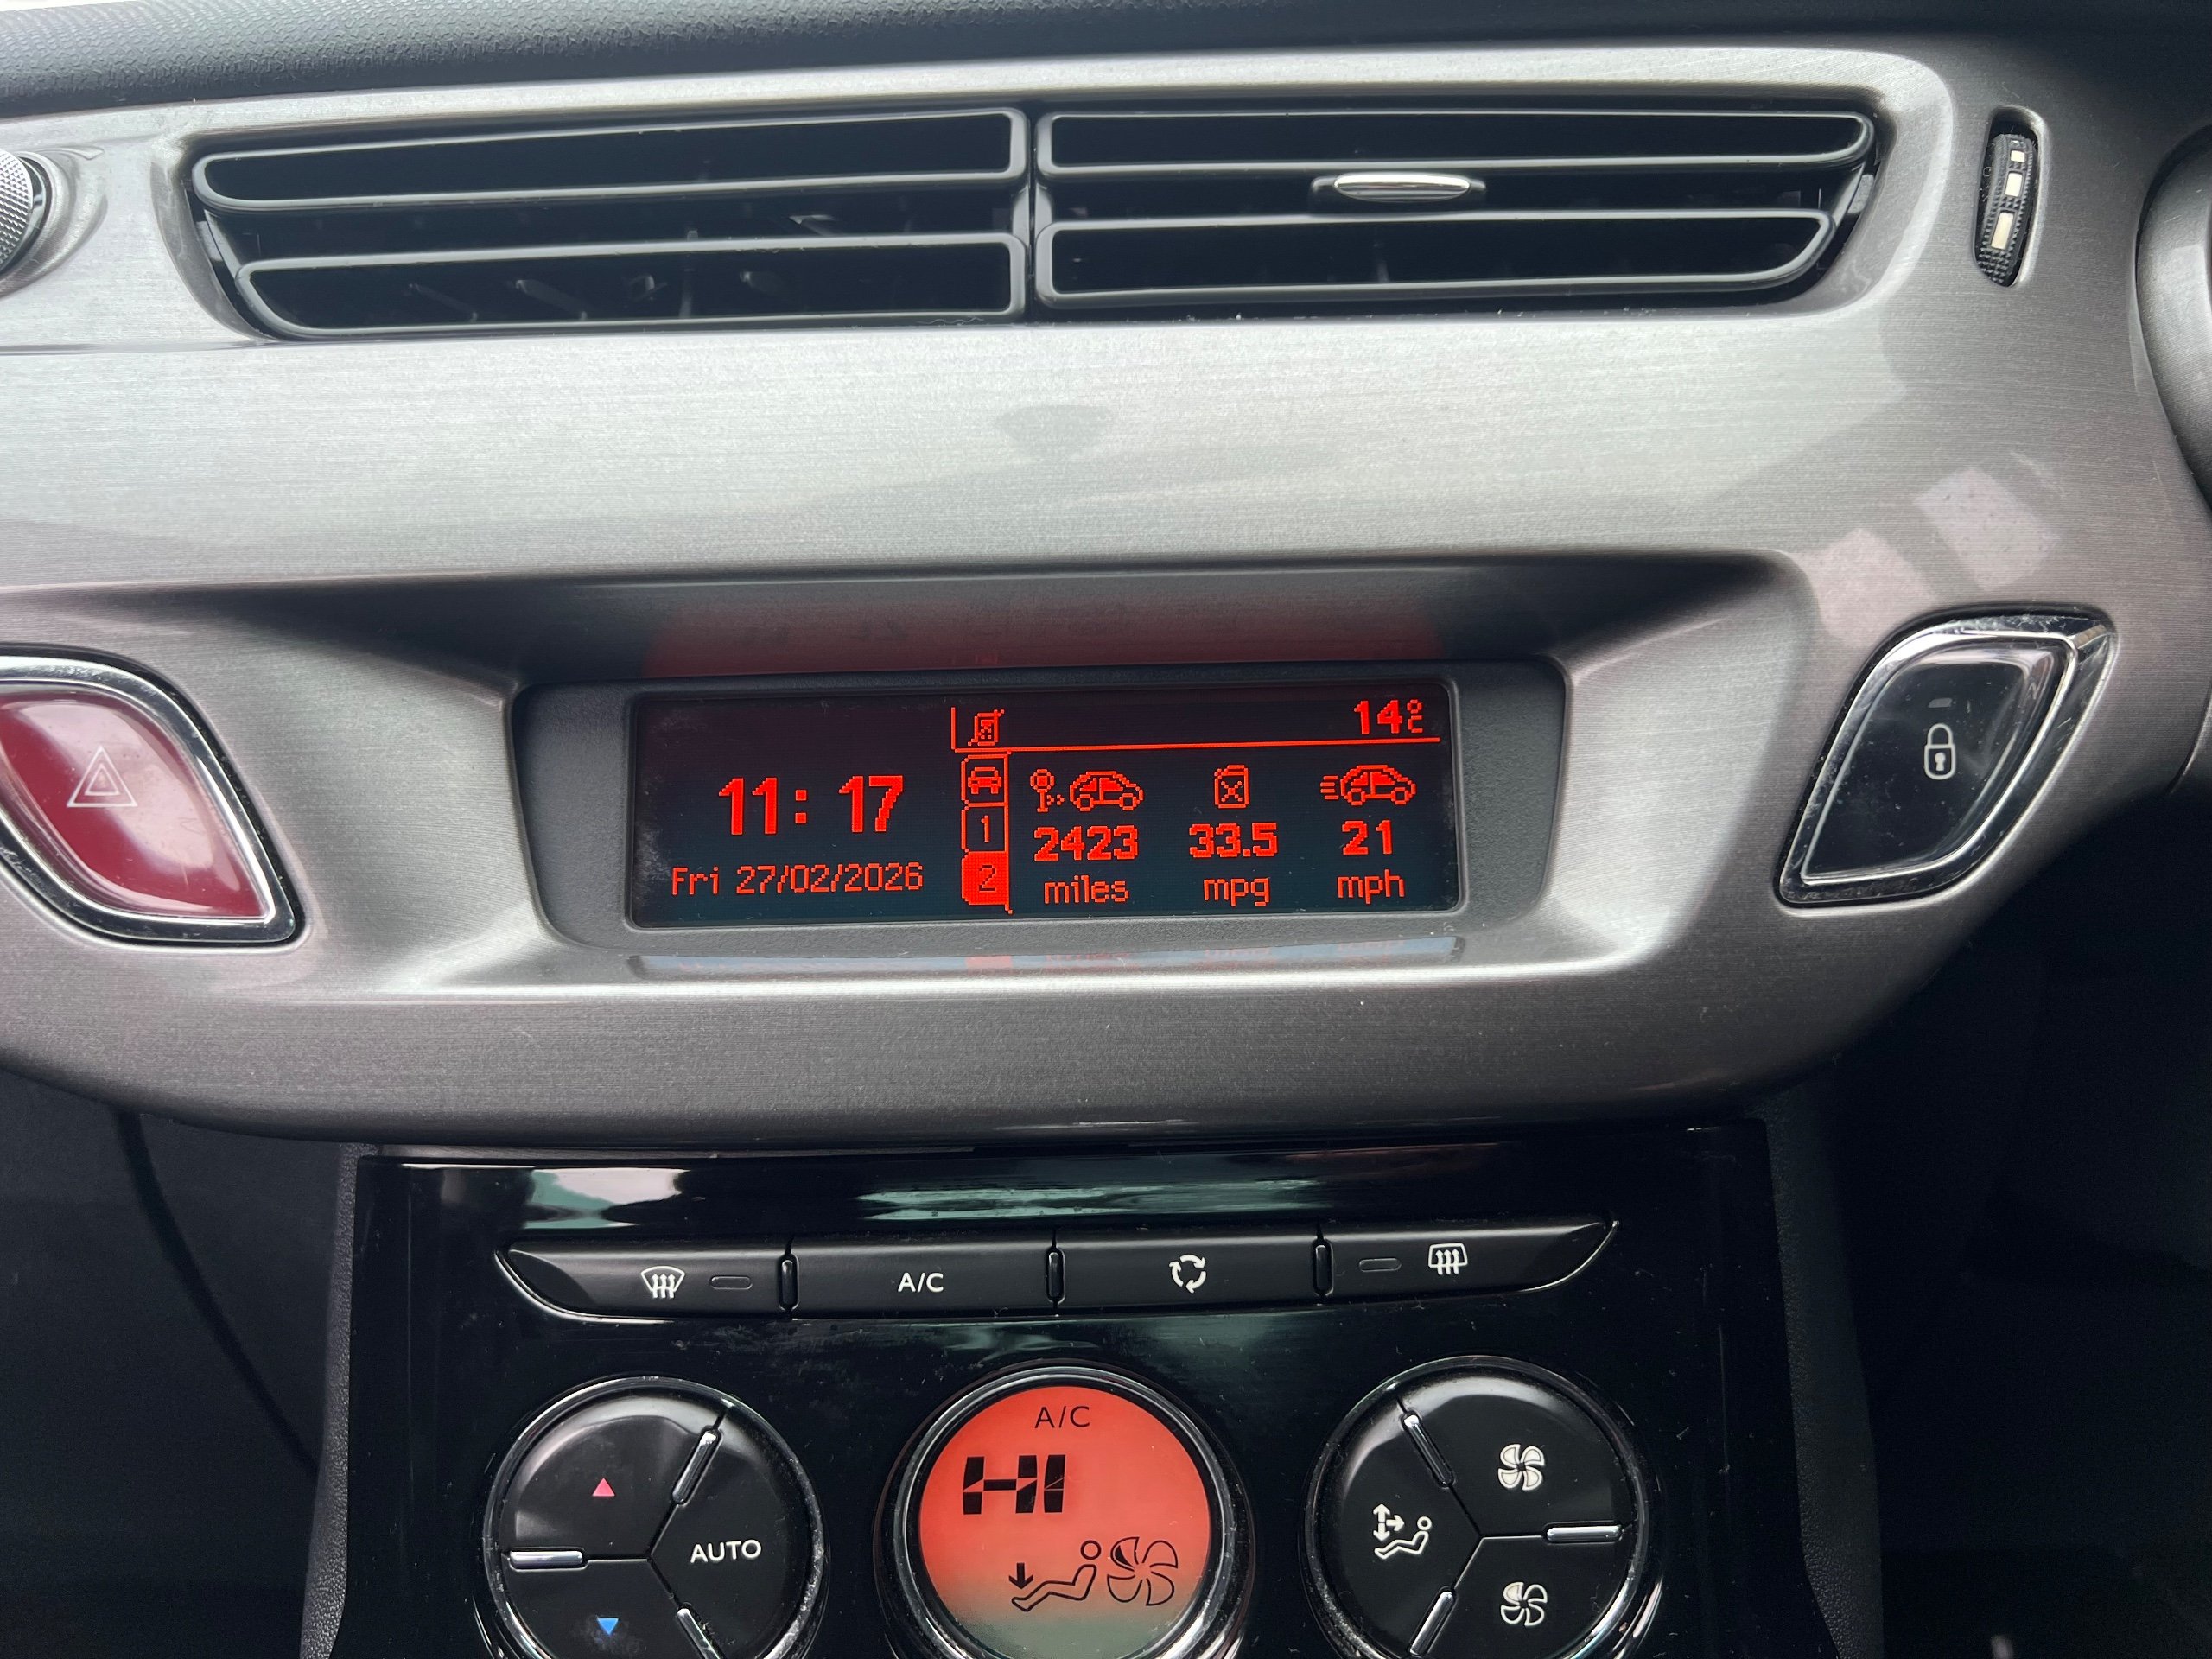 14°C
11:17
1
2423 33.5 21
Fri 27/02/2026
2
miles mpg mph
A/C
A/C
HI
AUTO